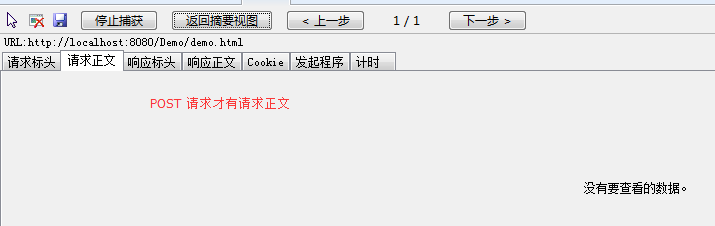 停止捕获 返回摘要视图 < 上一步 1 / 1 下一步 >
URL:http://localhost:8080/Demo/demo.html
请求标头 请求正文 响应标头 响应正文 Cookie 发起程序 计时
POST 请求才有请求正文
没有要查看的数据。